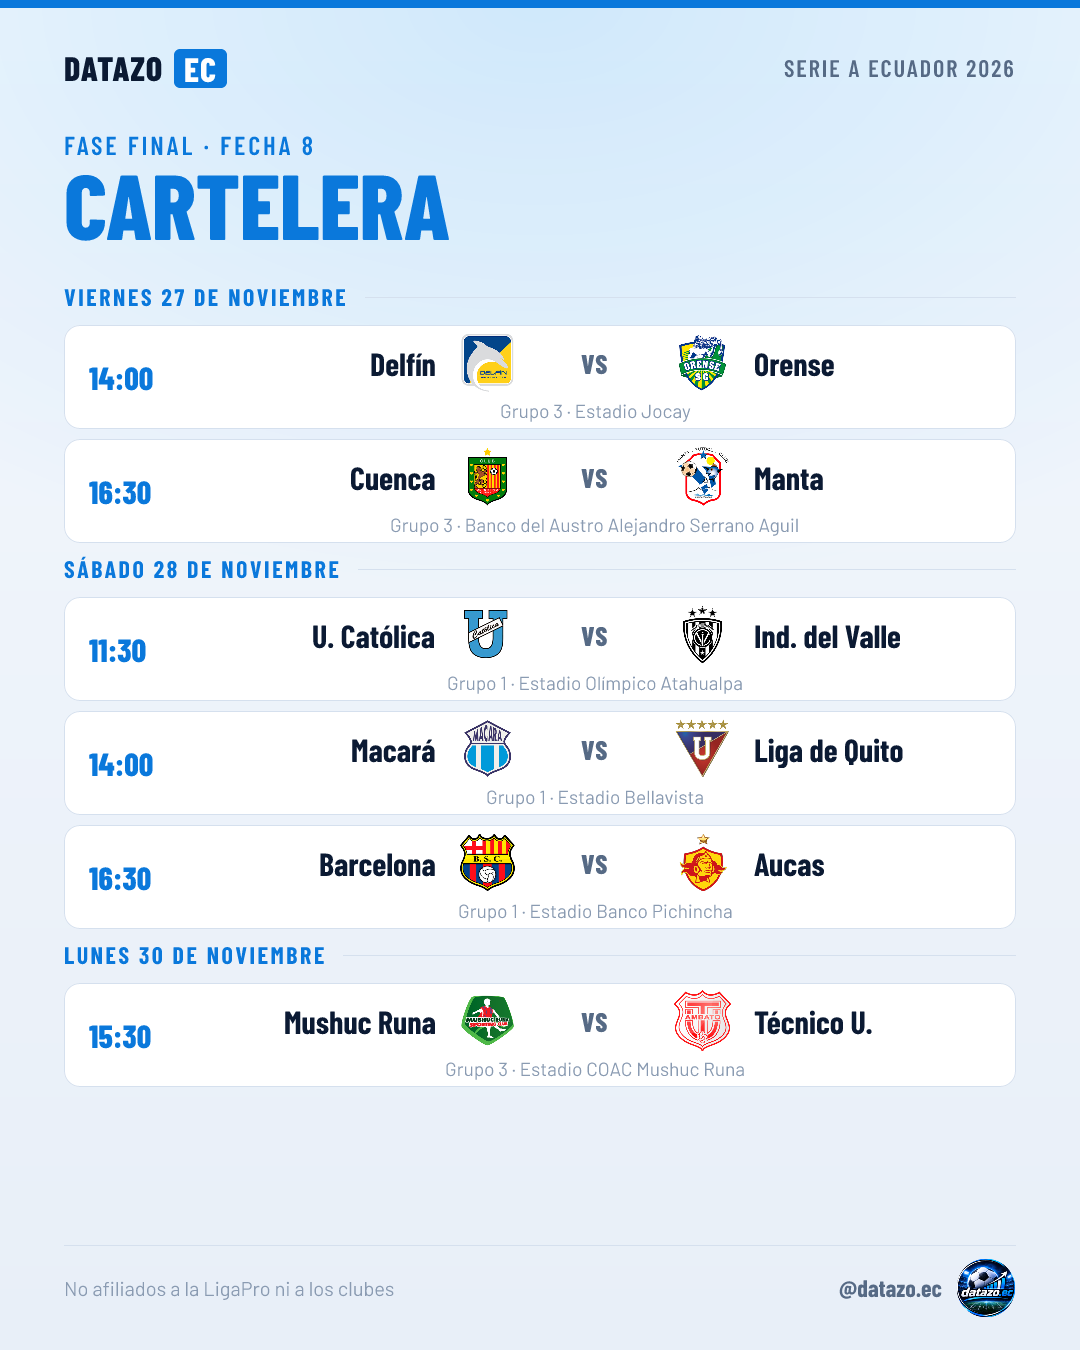 DATAZO EC
SERIE A ECUADOR 2026
FASE FINAL · FECHA 8
CARTELERA
VIERNES 27 DE NOVIEMBRE
14:00 Delfín VS Orense
Grupo 3 · Estadio Jocay
16:30 Cuenca VS Manta
Grupo 3 · Banco del Austro Alejandro Serrano Aguil
SÁBADO 28 DE NOVIEMBRE
11:30 U. Católica VS Ind. del Valle
Grupo 1 · Estadio Olímpico Atahualpa
14:00 Macará VS Liga de Quito
Grupo 1 · Estadio Bellavista
16:30 Barcelona VS Aucas
Grupo 1 · Estadio Banco Pichincha
LUNES 30 DE NOVIEMBRE
15:30 Mushuc Runa VS Técnico U.
Grupo 3 · Estadio COAC Mushuc Runa
No afiliados a la LigaPro ni a los clubes
@datazo.ec datazo.ec